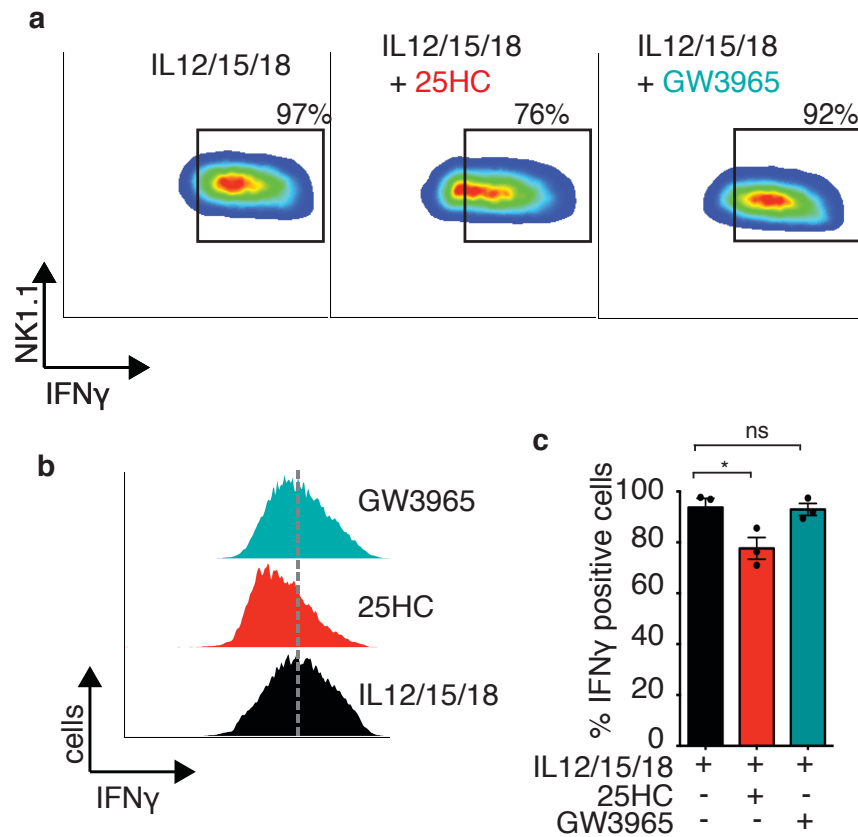 a
IL12/15/18
97%
IL12/15/18
+ 25HC
76%
IL12/15/18
+ GW3965
92%
NK1.1
IFNγ
b
GW3965
25HC
IL12/15/18
cells
IFNγ
c
ns
*
% IFNγ positive cells
100
80
60
40
20
0
IL12/15/18 + + +
25HC - + -
GW3965 - - +